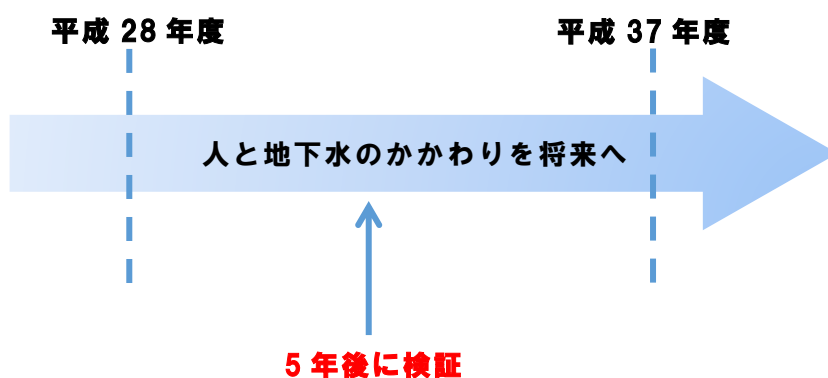 平成 28 年度
平成 37 年度
人と地下水のかかわりを将来へ
5 年後に検証